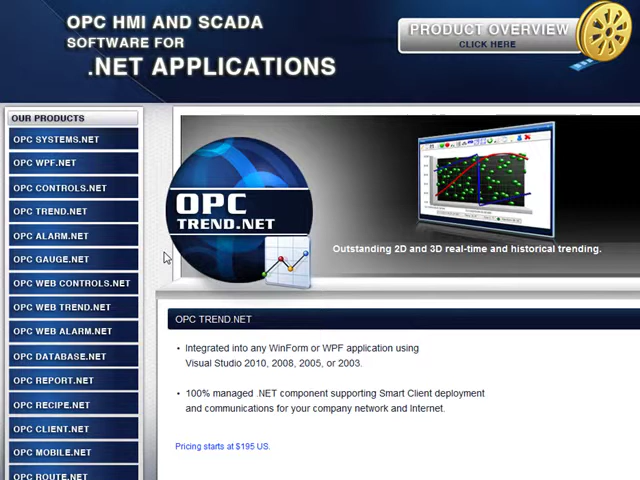 OPC HMI AND SCADA
SOFTWARE FOR
.NET APPLICATIONS
PRODUCT OVERVIEW
CLICK HERE
OUR PRODUCTS
OPC SYSTEMS.NET
OPC WPF.NET
OPC CONTROLS.NET
OPC TREND.NET
OPC ALARM.NET
OPC GAUGE.NET
OPC WEB CONTROLS.NET
OPC WEB TREND.NET
OPC WEB ALARM.NET
OPC DATABASE.NET
OPC REPORT.NET
OPC RECIPE.NET
OPC CLIENT.NET
OPC MOBILE.NET
OPC ROUTE.NET
OPC
TREND.NET
Outstanding 2D and 3D real-time and historical trending.
OPC TREND.NET
• Integrated into any WinForm or WPF application using
Visual Studio 2010, 2008, 2005, or 2003.
• 100% managed .NET component supporting Smart Client deployment
and communications for your company network and Internet.
Pricing starts at $195 US.